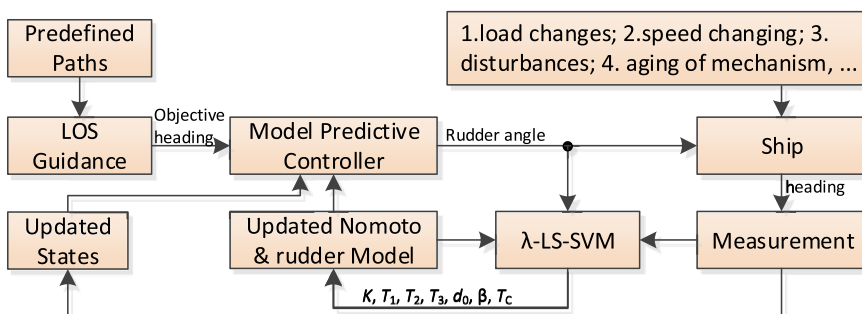 Predefined
Paths
1.load changes; 2.speed changing; 3.
disturbances; 4. aging of mechanism, ...
LOS
Guidance
Objective
heading
Model Predictive
Controller
Rudder angle
Ship
heading
Updated
States
Updated Nomoto
& rudder Model
λ-LS-SVM
Measurement
K, T₁, T₂, T₃, d₀, β, T_C